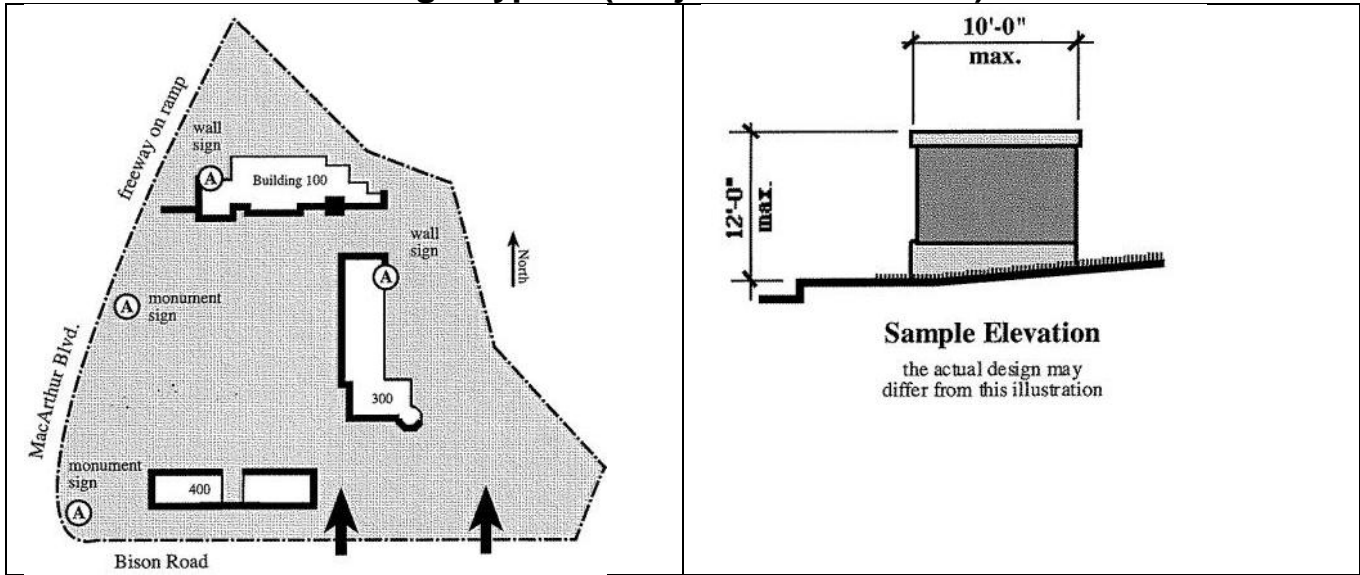 freeway on ramp
wall
sign
A
Building 100
wall
sign
A
North
A
monument
sign
MacArthur Blvd.
300
monument
sign
A
400
Bison Road
10'-0"
max.
12'-0"
max.
Sample Elevation
the actual design may
differ from this illustration